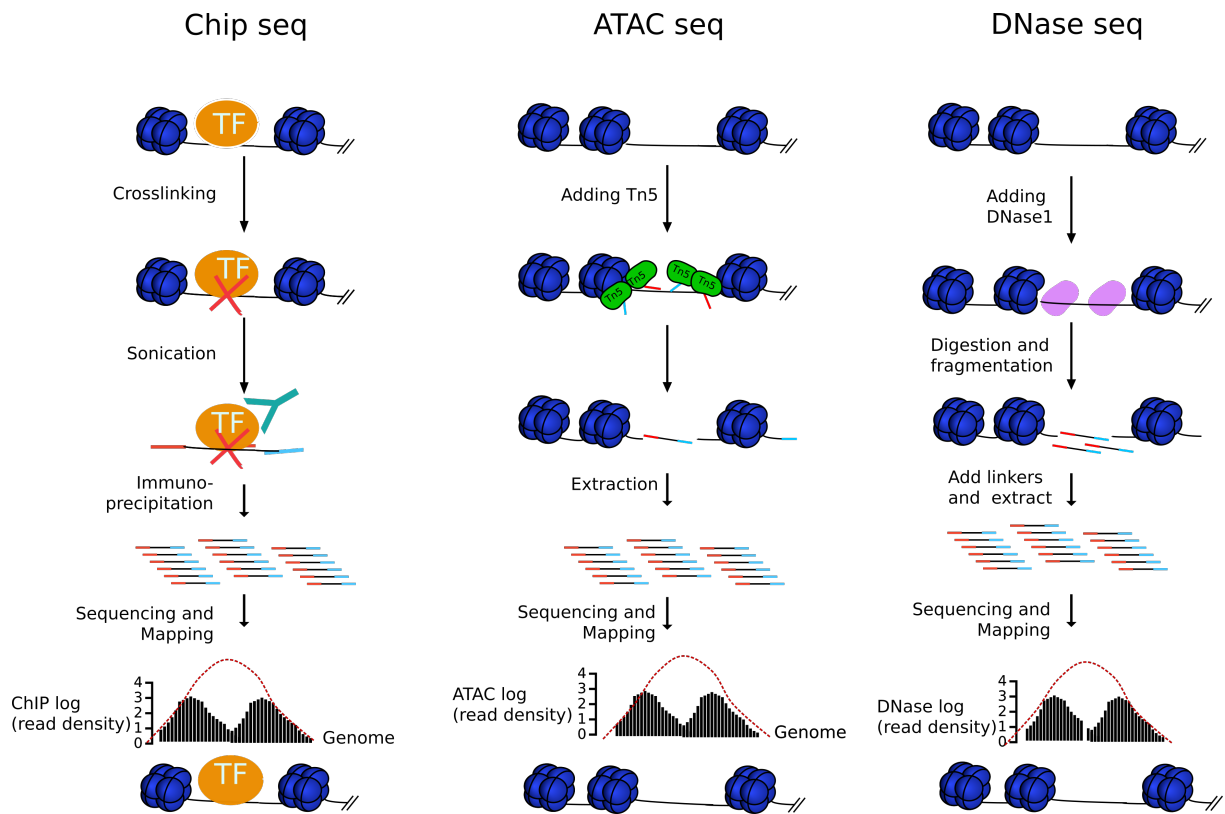 Chip seq
ATAC seq
DNase seq
TF
Crosslinking
Adding Tn5
Adding
DNase1
TF
Tn5
Tn5
Tn5
Tn5
Sonication
Digestion and
fragmentation
TF
Immuno-
precipitation
Extraction
Add linkers
and extract
Sequencing and
Mapping
Sequencing and
Mapping
Sequencing and
Mapping
ChIP log
(read density)
4
3
2
1
0
Genome
ATAC log
(read density)
4
3
2
1
0
Genome
DNase log
(read density)
4
3
2
1
0
TF